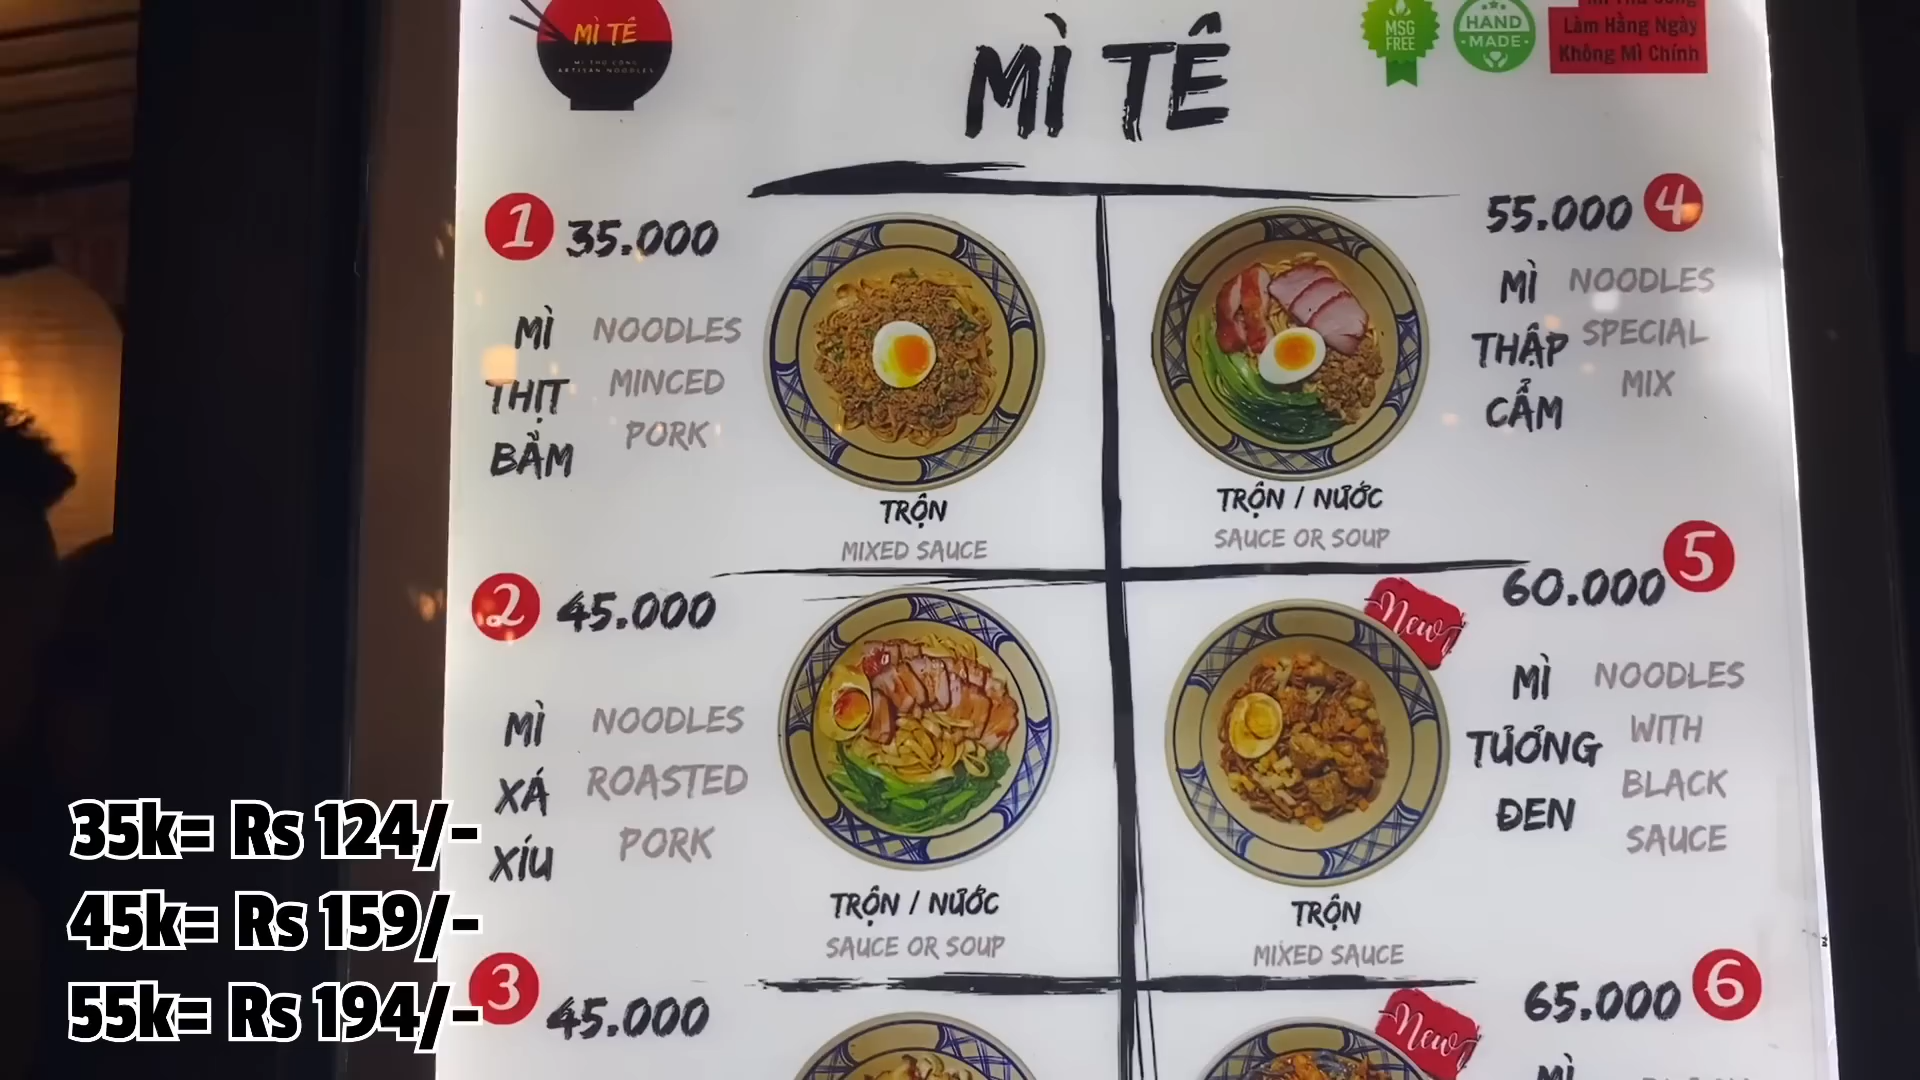 MÌ TÊ
MÌ THỦ CÔNG
ARTISAN NOODLES
MÌ TÊ
MSG
FREE
HAND
MADE
Làm Hằng Ngày
Không Mì Chính
1 35.000
MÌ
THỊT
BẰM
NOODLES
MINCED
PORK
TRỘN
MIXED SAUCE
55.000 4
MÌ
THẬP
CẨM
NOODLES
SPECIAL
MIX
TRỘN / NƯỚC
SAUCE OR SOUP
2 45.000
MÌ
XÁ
XÍU
NOODLES
ROASTED
PORK
TRỘN / NƯỚC
SAUCE OR SOUP
60.000 5
New
MÌ
TƯƠNG
ĐEN
NOODLES
WITH
BLACK
SAUCE
TRỘN
MIXED SAUCE
3 45.000
65.000 6
New
MÌ
35k= Rs 124/-
45k= Rs 159/-
55k= Rs 194/-